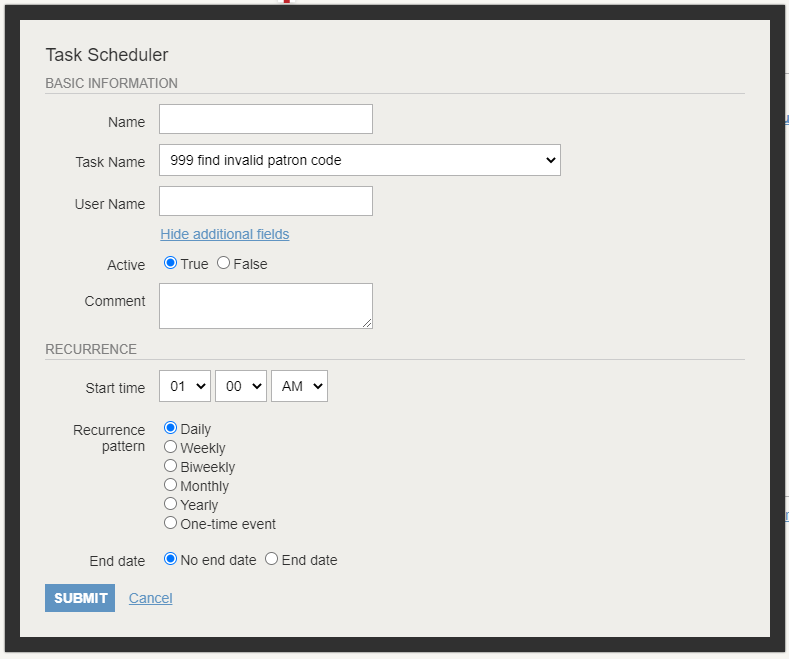 Task Scheduler
BASIC INFORMATION
Name
Task Name 999 find invalid patron code
User Name
Hide additional fields
Active True False
Comment
RECURRENCE
Start time 01 00 AM
Recurrence pattern
Daily
Weekly
Biweekly
Monthly
Yearly
One-time event
End date No end date End date
SUBMIT Cancel